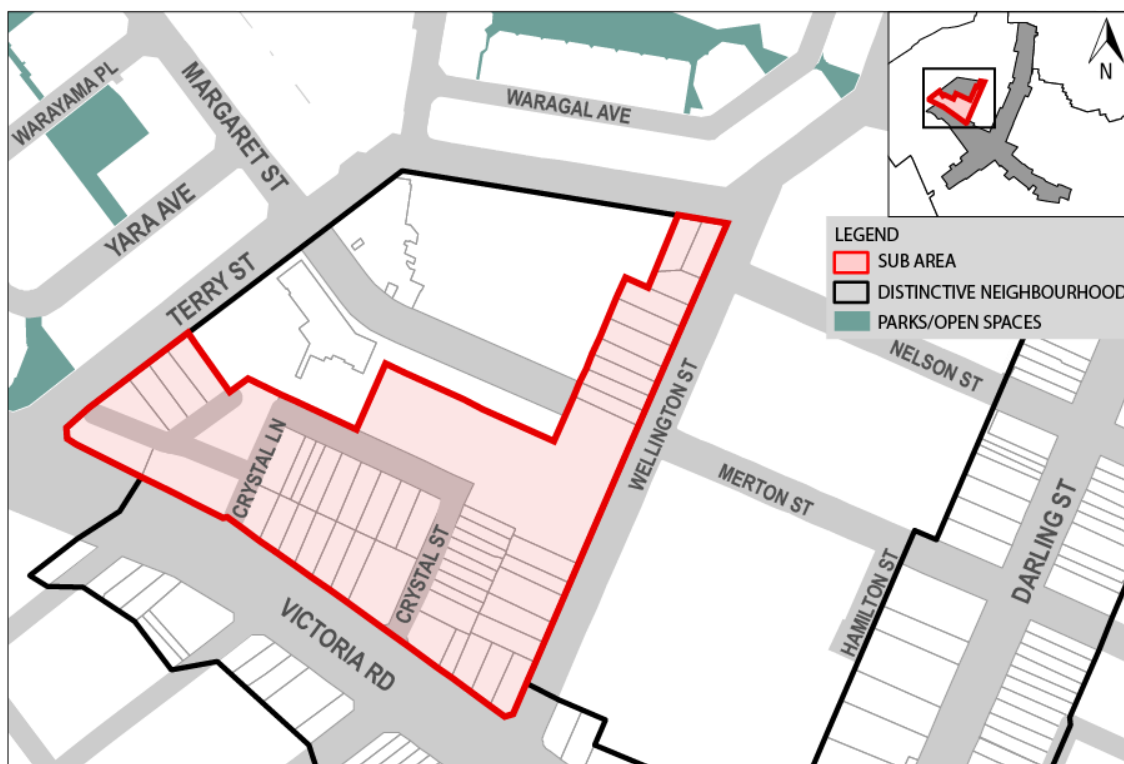 WARAYAMA PL
MARGARET ST
WARAGAL AVE
N
YARA AVE
LEGEND
SUB AREA
DISTINCTIVE NEIGHBOURHOOD
PARKS/OPEN SPACES
TERRY ST
NELSON ST
WELLINGTON ST
CRYSTAL LN
MERTON ST
DARLING ST
CRYSTAL ST
HAMILTON ST
VICTORIA RD